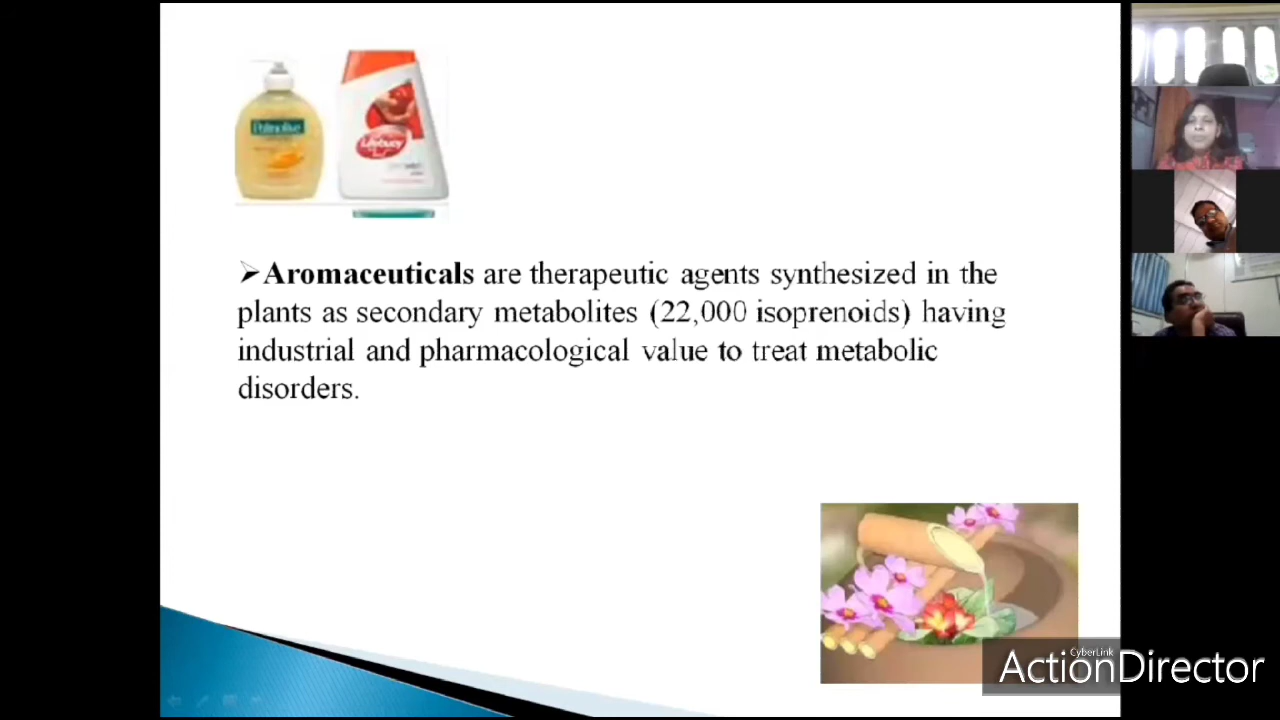 Palmolive
Lifebuoy
➢Aromaceuticals are therapeutic agents synthesized in the
plants as secondary metabolites (22,000 isoprenoids) having
industrial and pharmacological value to treat metabolic
disorders.
CyberLink
ActionDirector